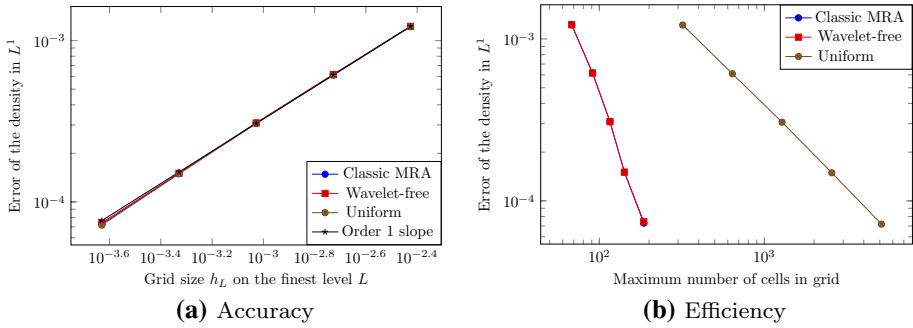 10^{-3}
10^{-4}
Error of the density in L^1
Classic MRA
Wavelet-free
Uniform
Order 1 slope
10^{-3.6} 10^{-3.4} 10^{-3.2} 10^{-3} 10^{-2.8} 10^{-2.6} 10^{-2.4}
Grid size h_L on the finest level L
(a) Accuracy
10^{-3}
10^{-4}
Error of the density in L^1
Classic MRA
Wavelet-free
Uniform
10^2 10^3
Maximum number of cells in grid
(b) Efficiency